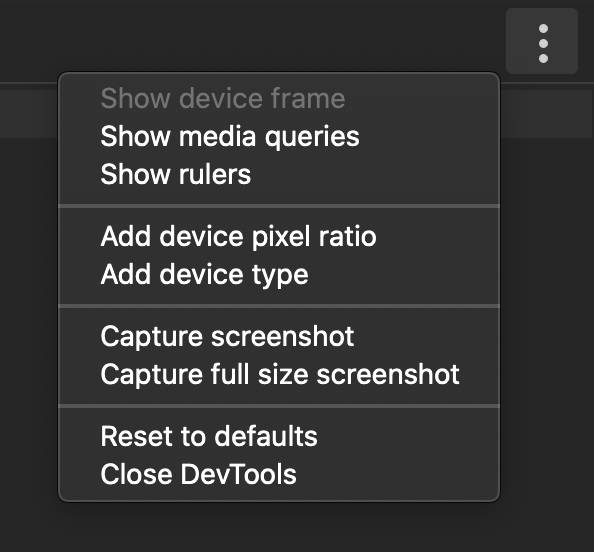 Show device frame
Show media queries
Show rulers
Add device pixel ratio
Add device type
Capture screenshot
Capture full size screenshot
Reset to defaults
Close DevTools